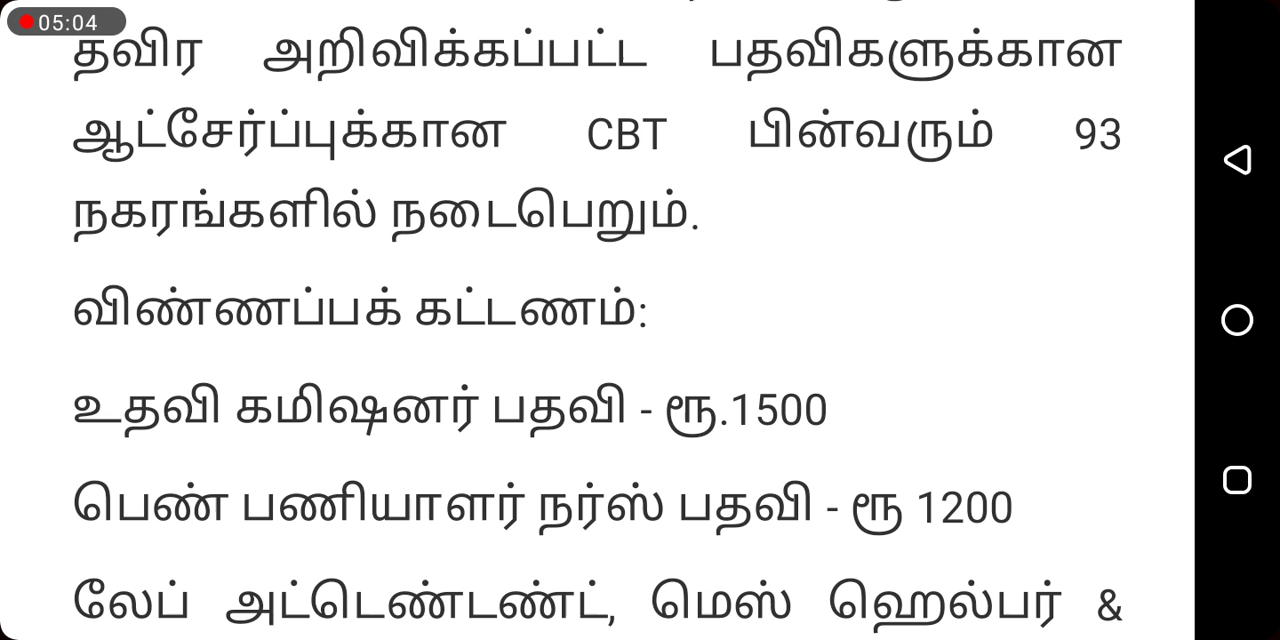 05:04
தவிர அறிவிக்கப்பட்ட பதவிகளுக்கான
ஆட்சேர்ப்புக்கான CBT பின்வரும் 93
நகரங்களில் நடைபெறும்.
விண்ணப்பக் கட்டணம்:
உதவி கமிஷனர் பதவி - ரூ.1500
பெண் பணியாளர் நர்ஸ் பதவி - ரூ 1200
லேப் அட்டெண்டண்ட், மெஸ் ஹெல்பர் &